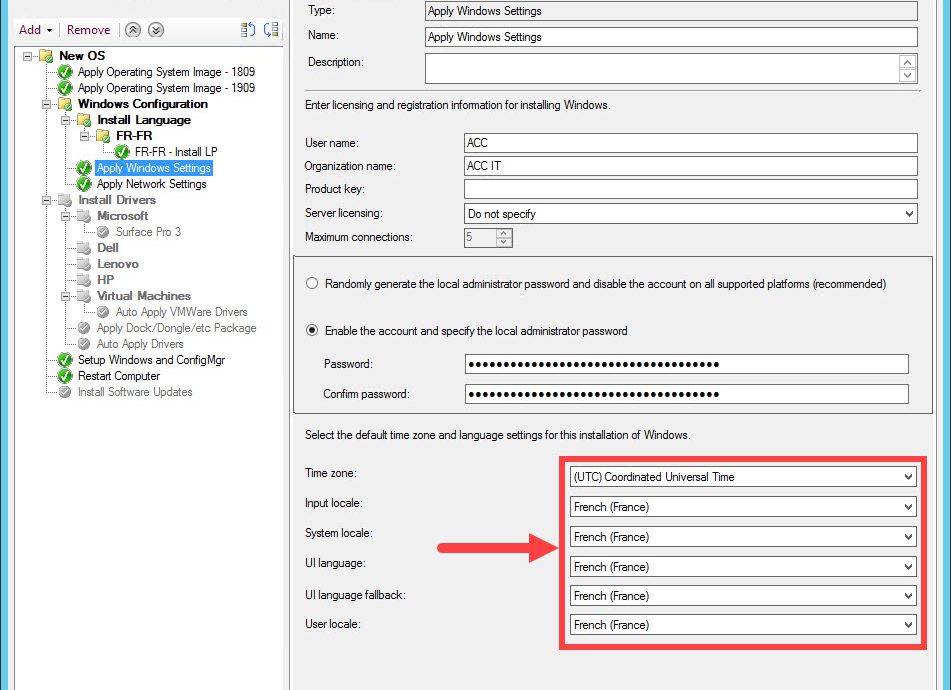 Add
Remove
New OS
Apply Operating System Image - 1809
Apply Operating System Image - 1909
Windows Configuration
Install Language
FR-FR
FR-FR - Install LP
Apply Windows Settings
Apply Network Settings
Install Drivers
Microsoft
Surface Pro 3
Dell
Lenovo
HP
Virtual Machines
Auto Apply VMWare Drivers
Apply Dock/Dongle/etc Package
Auto Apply Drivers
Setup Windows and ConfigMgr
Restart Computer
Install Software Updates
Type: Apply Windows Settings
Name: Apply Windows Settings
Description:
Enter licensing and registration information for installing Windows.
User name: ACC
Organization name: ACC IT
Product key:
Server licensing: Do not specify
Maximum connections: 5
Randomly generate the local administrator password and disable the account on all supported platforms (recommended)
Enable the account and specify the local administrator password
Password:
Confirm password:
Select the default time zone and language settings for this installation of Windows.
Time zone: (UTC) Coordinated Universal Time
Input locale: French (France)
System locale: French (France)
UI language: French (France)
UI language fallback: French (France)
User locale: French (France)